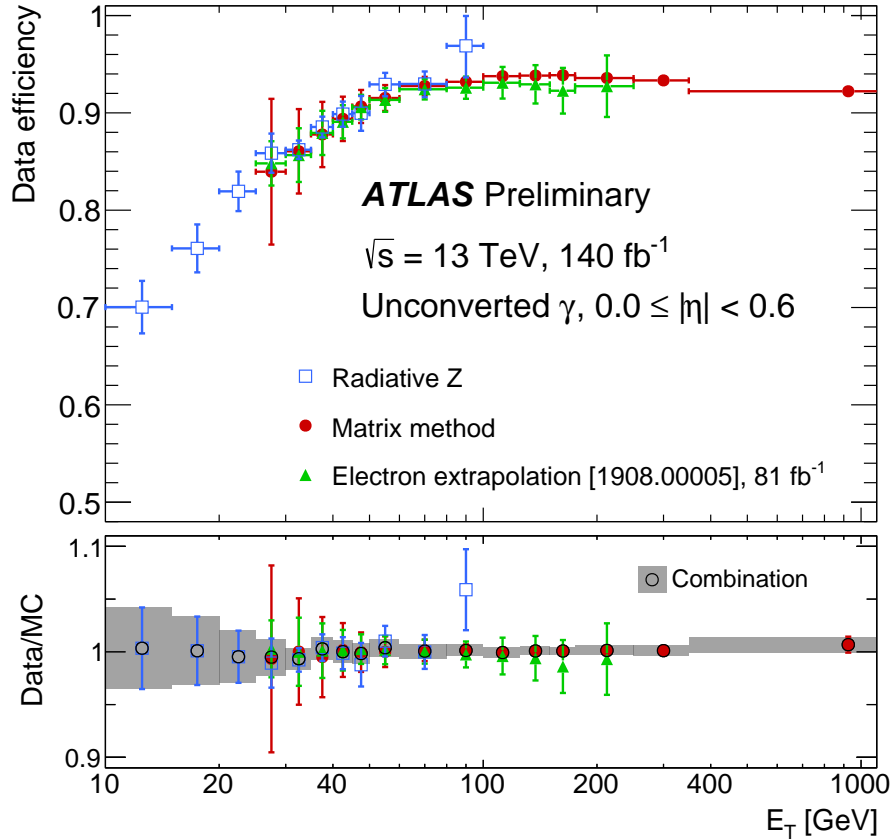 Data efficiency
1
0.9
0.8
0.7
0.6
0.5
ATLAS Preliminary
√s = 13 TeV, 140 fb⁻¹
Unconverted γ, 0.0 ≤ |η| < 0.6
Radiative Z
Matrix method
Electron extrapolation [1908.00005], 81 fb⁻¹
Data/MC
1.1
1
0.9
Combination
10 20 30 40 100 200 400 1000
E_T [GeV]